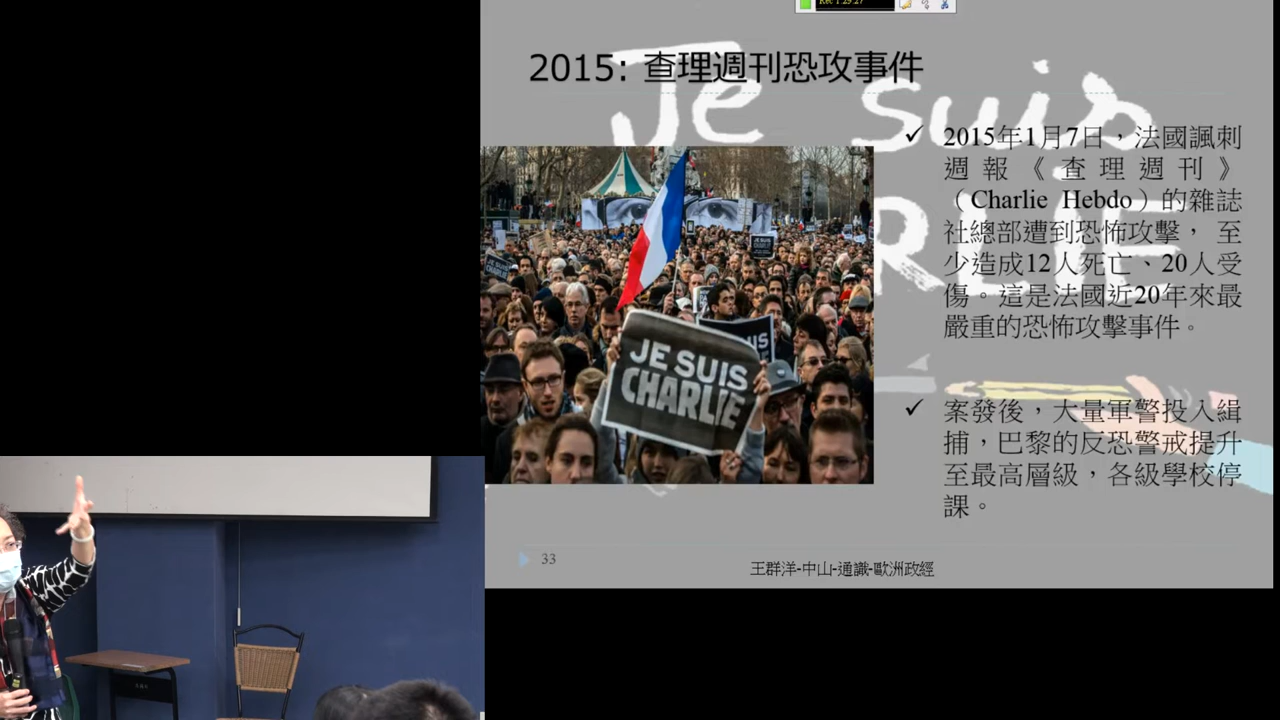 Rec 1:29:27
2015: 查理週刊恐攻事件
Je suis
✓ 2015年1月7日，法國諷刺
週報《查理週刊》
（Charlie Hebdo）的雜誌
社總部遭到恐怖攻擊， 至
少造成12人死亡、20人受
傷。這是法國近20年來最
嚴重的恐怖攻擊事件。
✓ 案發後，大量軍警投入緝
捕，巴黎的反恐警戒提升
至最高層級，各級學校停
課。
JE SUIS
CHARLIE
33
王群洋-中山-通識-歐洲政經